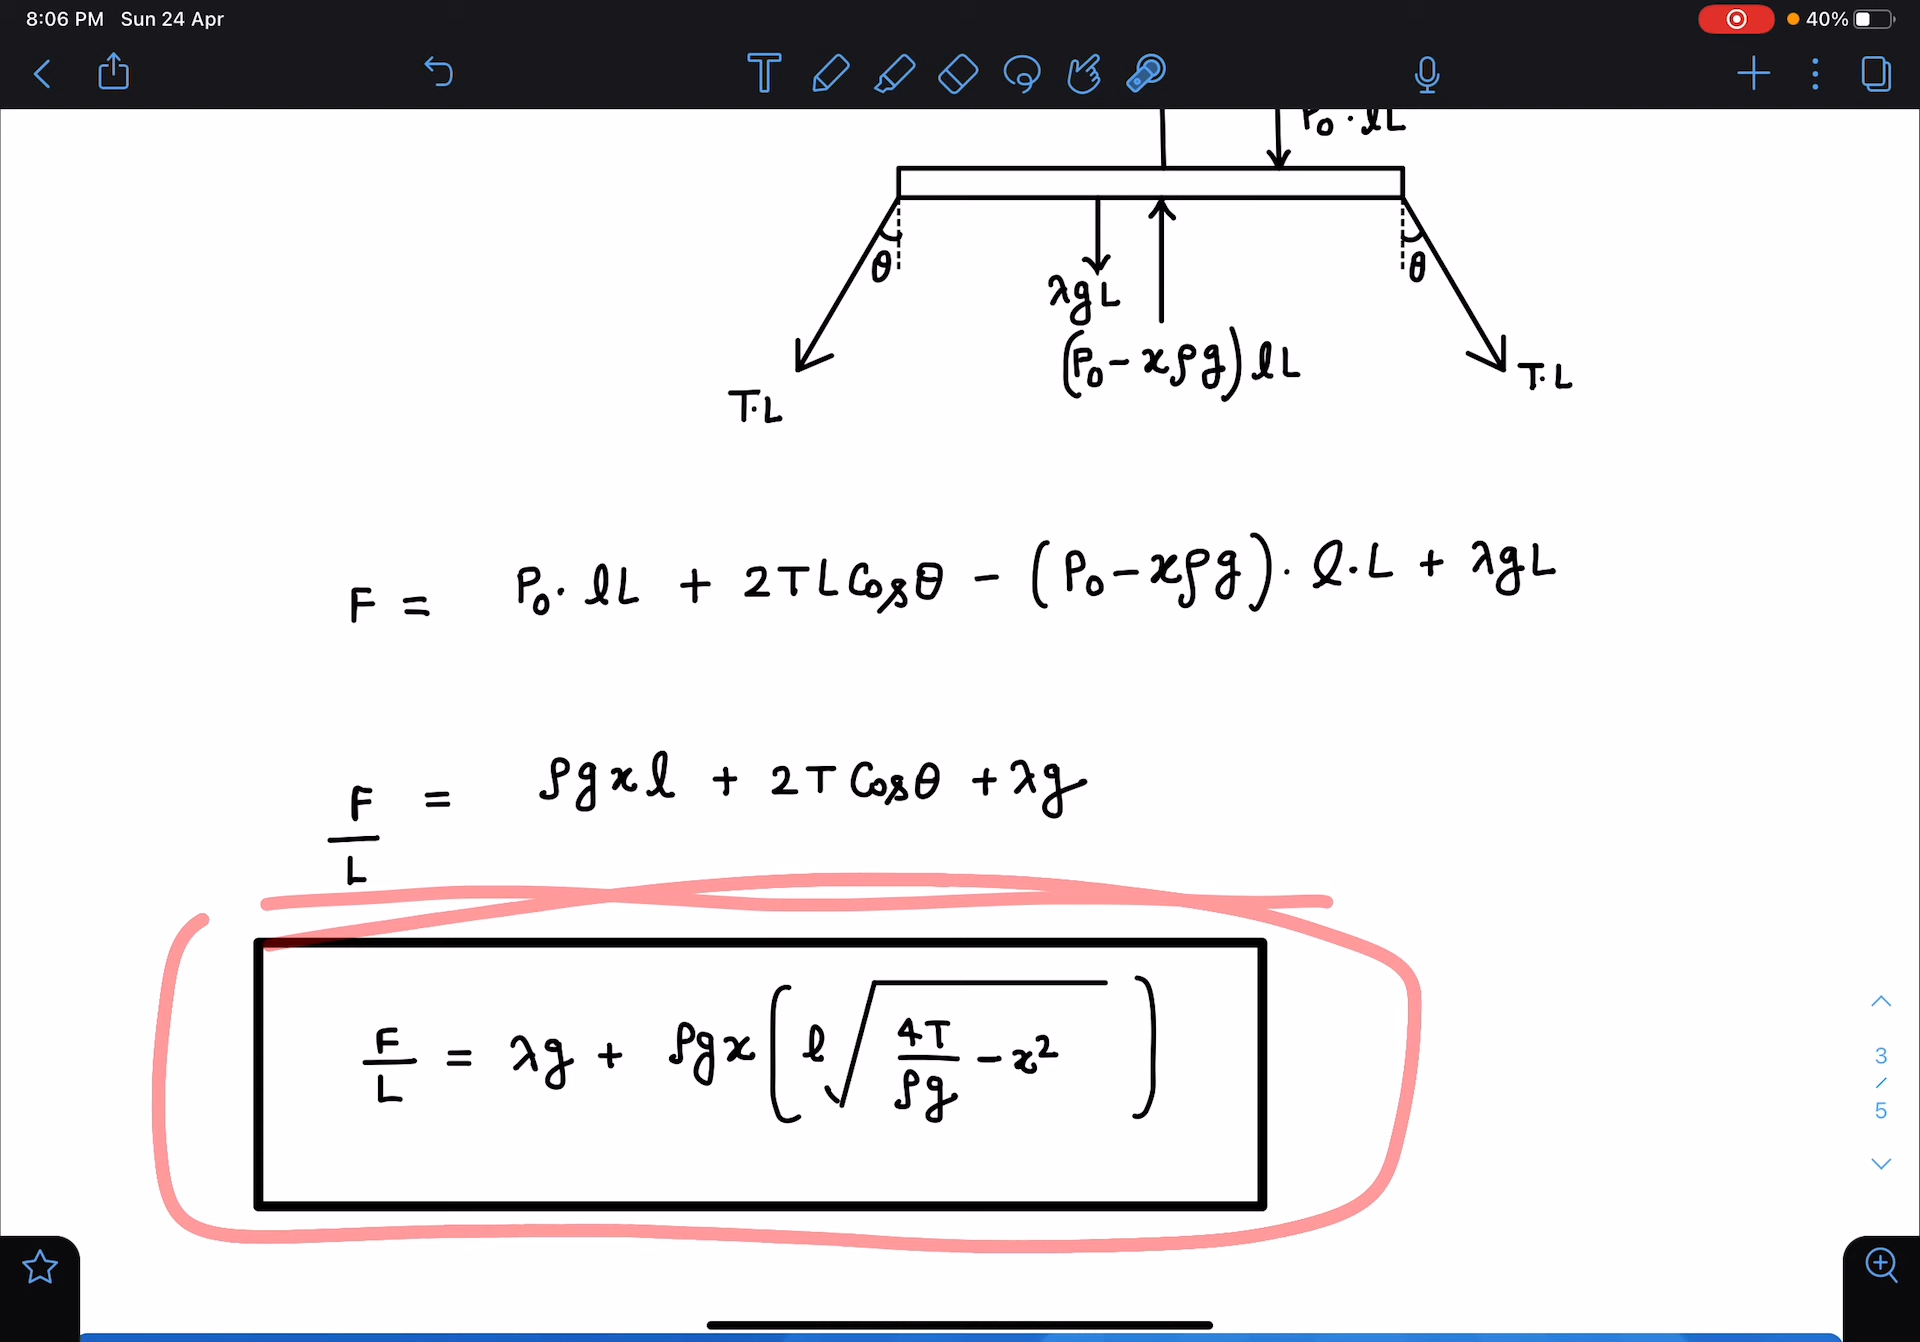 8:06 PM Sun 24 Apr
40%
P₀ · lL
θ
θ
λgL
(P₀ - xρg) lL
T·L
T·L
F = P₀· lL + 2TL Cosθ - (P₀ - xρg) · l·L + λgL
F/L = ρgxl + 2T Cosθ + λg
F/L = λg + ρgx (l √(4T/ρg - x²))
3
/
5